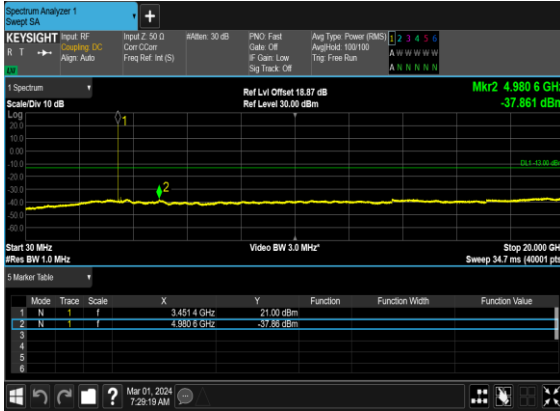 Spectrum Analyzer 1
Swept SA
+
KEYSIGHT
R T
Input: RF
Coupling: DC
Align: Auto
Input Z: 50 Ω
Corr CCorr
Freq Ref: Int (S)
#Atten: 30 dB
PNO: Fast
Gate: Off
IF Gain: Low
Sig Track: Off
Avg Type: Power (RMS)
Avg|Hold: 100/100
Trig: Free Run
1 2 3 4 5 6
A W W W W W
A N N N N N
1 Spectrum
Scale/Div 10 dB
Ref Lvl Offset 18.87 dB
Ref Level 30.00 dBm
Mkr2 4.980 6 GHz
-37.861 dBm
Log
20.0
10.0
0.00
-10.0
-20.0
-30.0
-40.0
-50.0
-60.0
1
2
DL1 -13.00 dBm
Start 30 MHz
#Res BW 1.0 MHz
Video BW 3.0 MHz*
Stop 20.000 GH
Sweep 34.7 ms (40001 pts
5 Marker Table
Mode Trace Scale X Y Function Function Width Function Value
1 N 1 f 3.451 4 GHz 21.00 dBm
2 N 1 f 4.980 6 GHz -37.86 dBm
3
4
5
6
?
Mar 01, 2024
7:29:19 AM